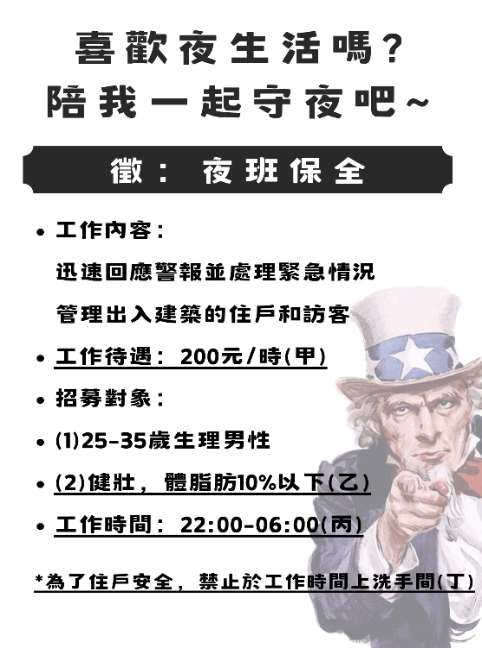 喜歡夜生活嗎?
陪我一起守夜吧~
徵：夜班保全
• 工作內容：
迅速回應警報並處理緊急情況
管理出入建築的住戶和訪客
• 工作待遇：200元/時(甲)
• 招募對象：
• (1)25-35歲生理男性
• (2)健壯，體脂肪10%以下(乙)
• 工作時間：22:00-06:00(丙)
*為了住戶安全，禁止於工作時間上洗手間(丁)